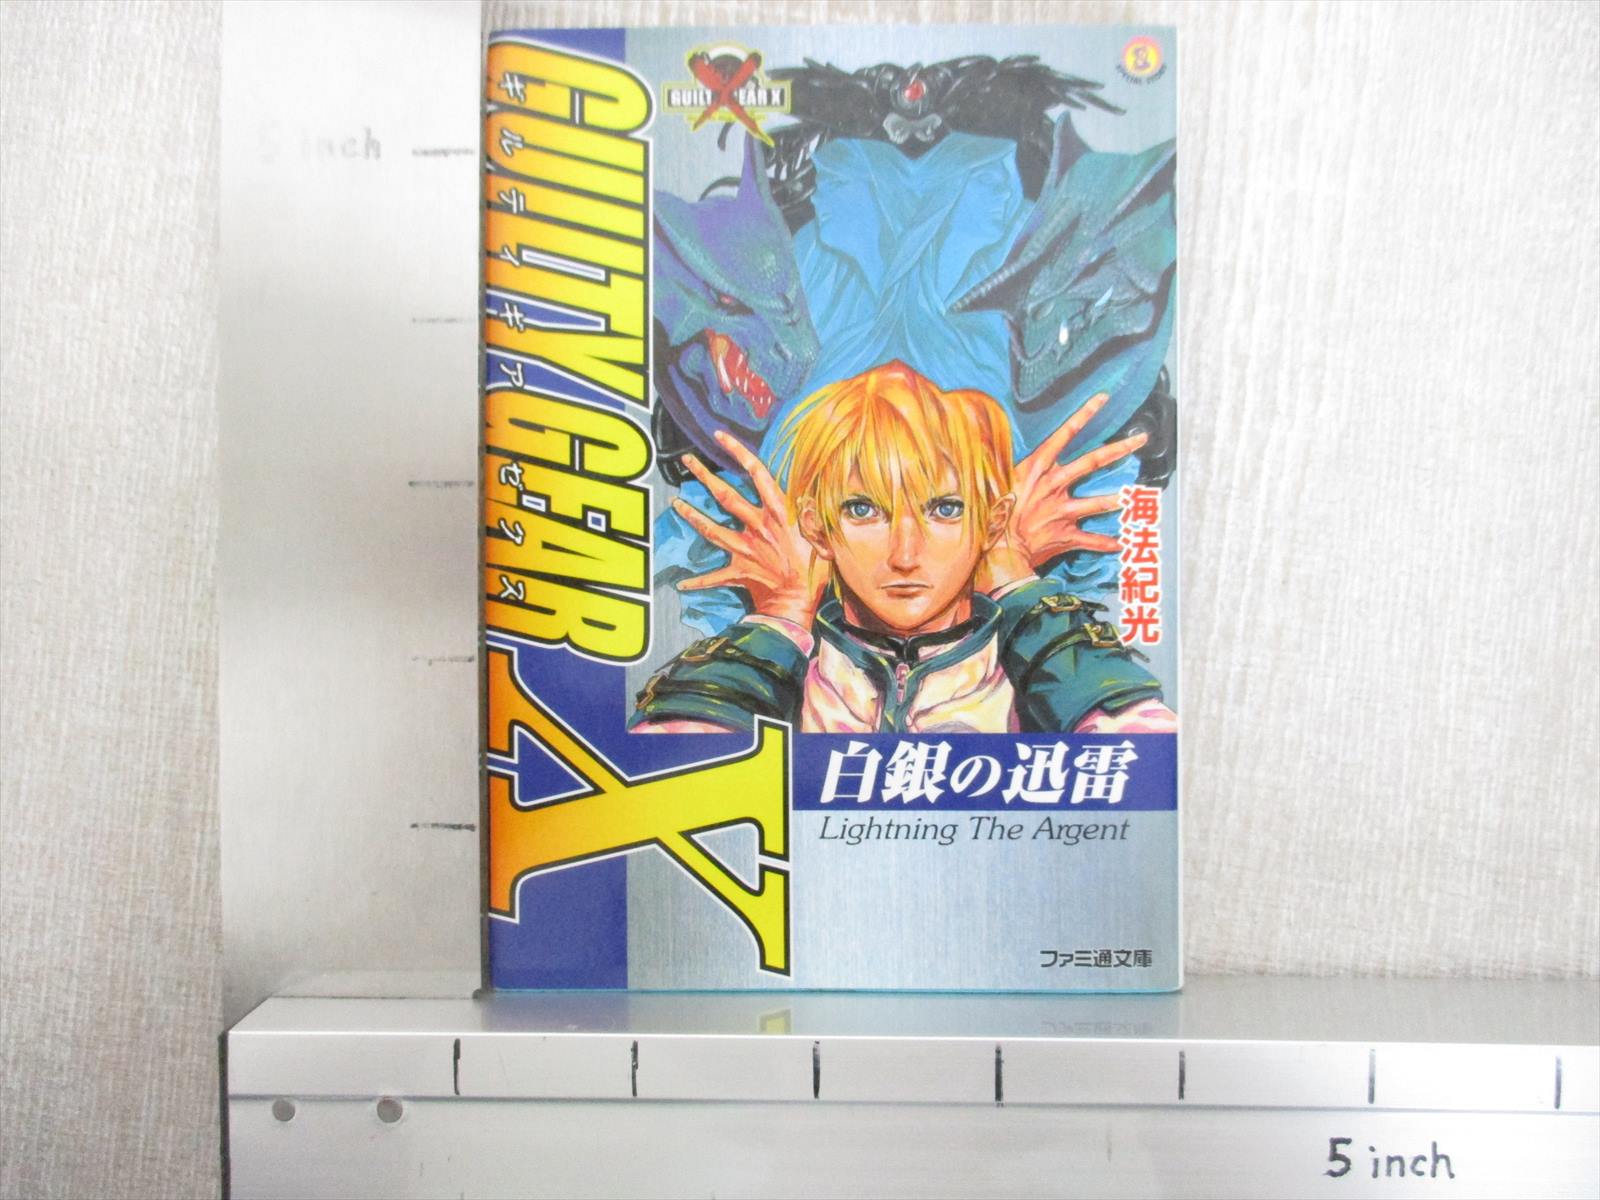 GUILTY GEAR X
ギルティギア ゼクス
GUILTY GEAR X
海法紀光
白銀の迅雷
Lightning The Argent
ファミ通文庫
5 inch
5 inch